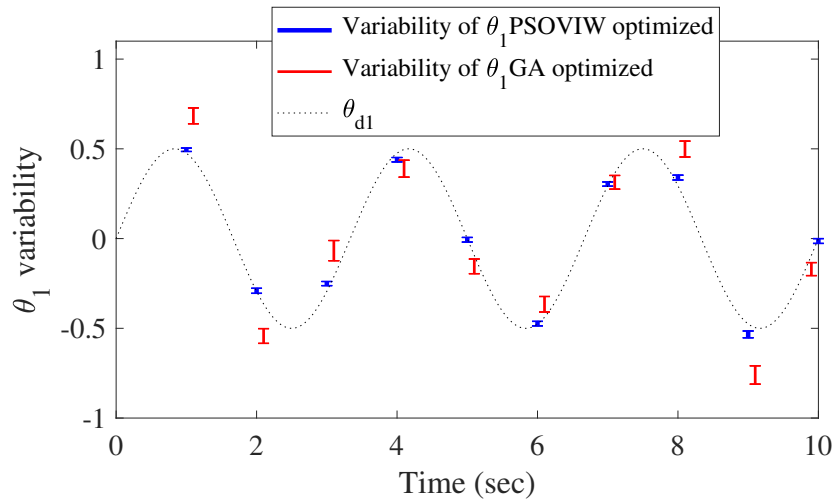 Variability of θ₁PSOVIW optimized
Variability of θ₁GA optimized
θd1
1
0.5
0
-0.5
-1
θ₁ variability
0 2 4 6 8 10
Time (sec)